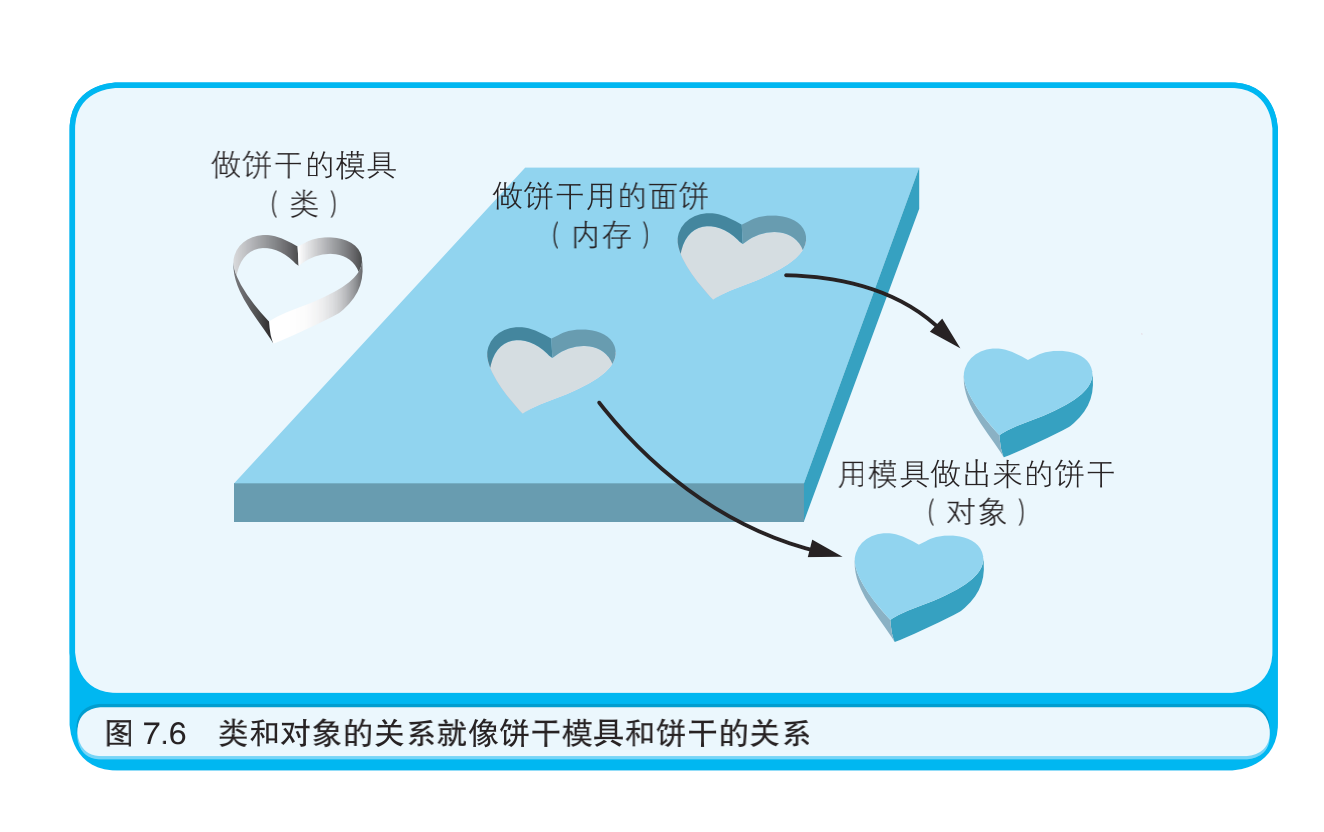 做饼干的模具
（类）
做饼干用的面饼
（内存）
用模具做出来的饼干
（对象）
图 7.6　类和对象的关系就像饼干模具和饼干的关系